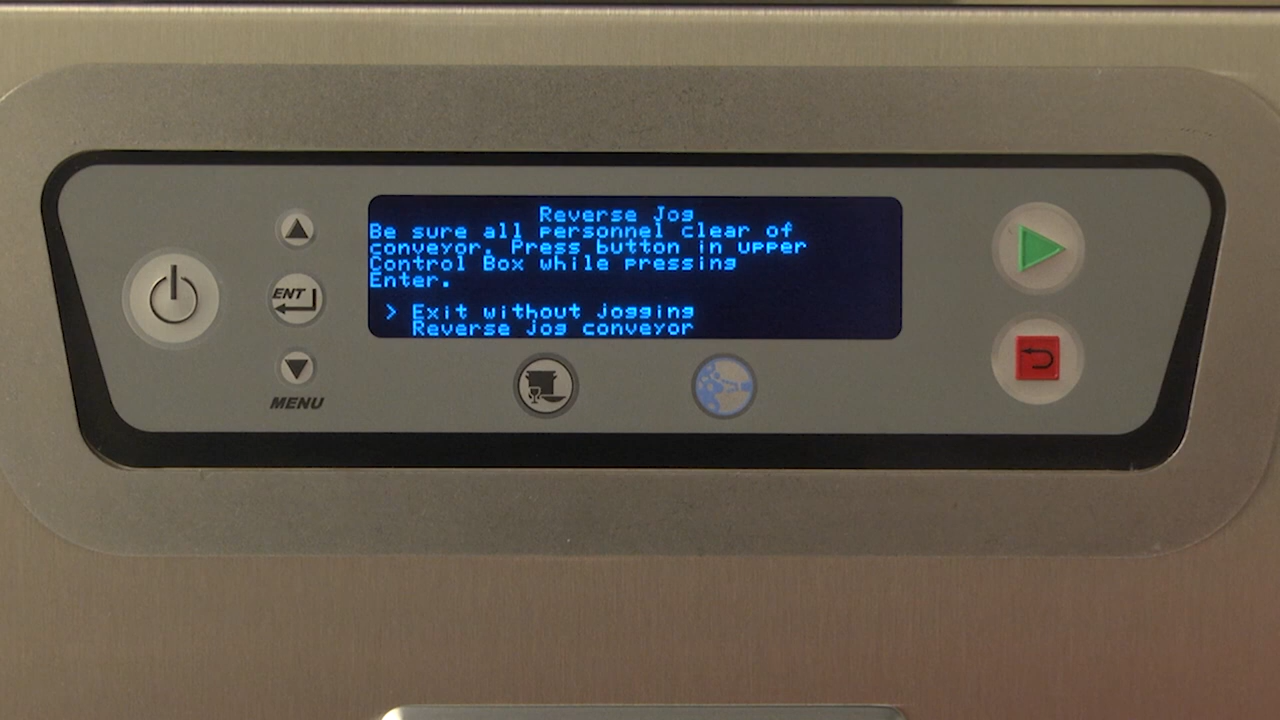 Reverse Jog
Be sure all personnel clear of
conveyor. Press button in upper
Control Box while pressing
Enter.
> Exit without jogging
Reverse Jog conveyor
ENT
MENU